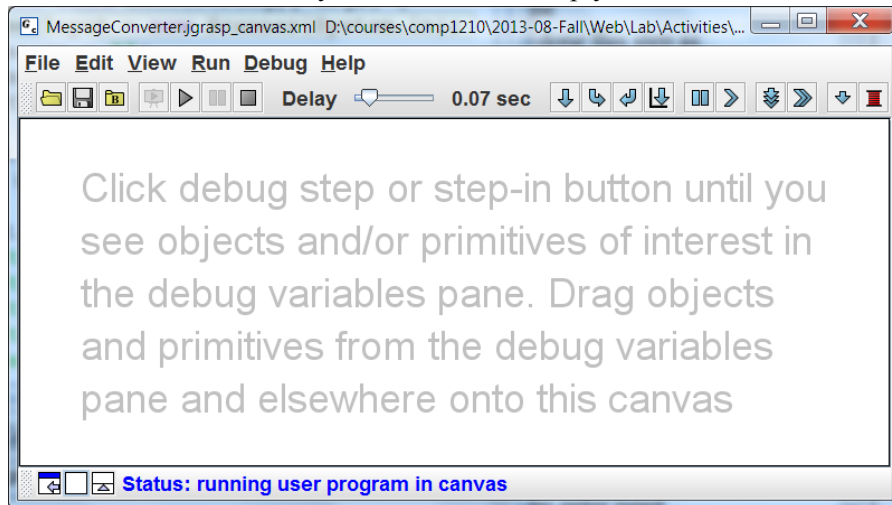 MessageConverter.jgrasp_canvas.xml D:\courses\comp1210\2013-08-Fall\Web\Lab\Activities\...
File Edit View Run Debug Help
Delay 0.07 sec
Click debug step or step-in button until you
see objects and/or primitives of interest in
the debug variables pane. Drag objects
and primitives from the debug variables
pane and elsewhere onto this canvas
Status: running user program in canvas